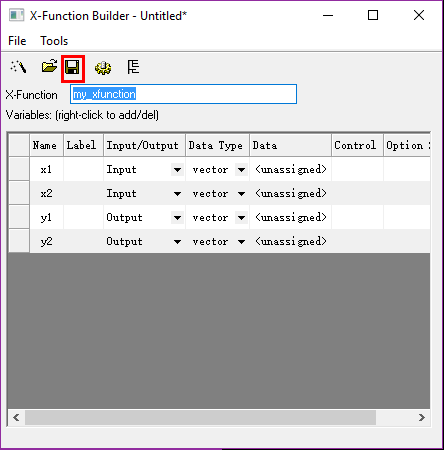 X-Function Builder - Untitled*
File Tools
X-Function my_xfunction
Variables: (right-click to add/del)
Name Label Input/Output Data Type Data Control Option
x1 Input vector <unassigned>
x2 Input vector <unassigned>
y1 Output vector <unassigned>
y2 Output vector <unassigned>